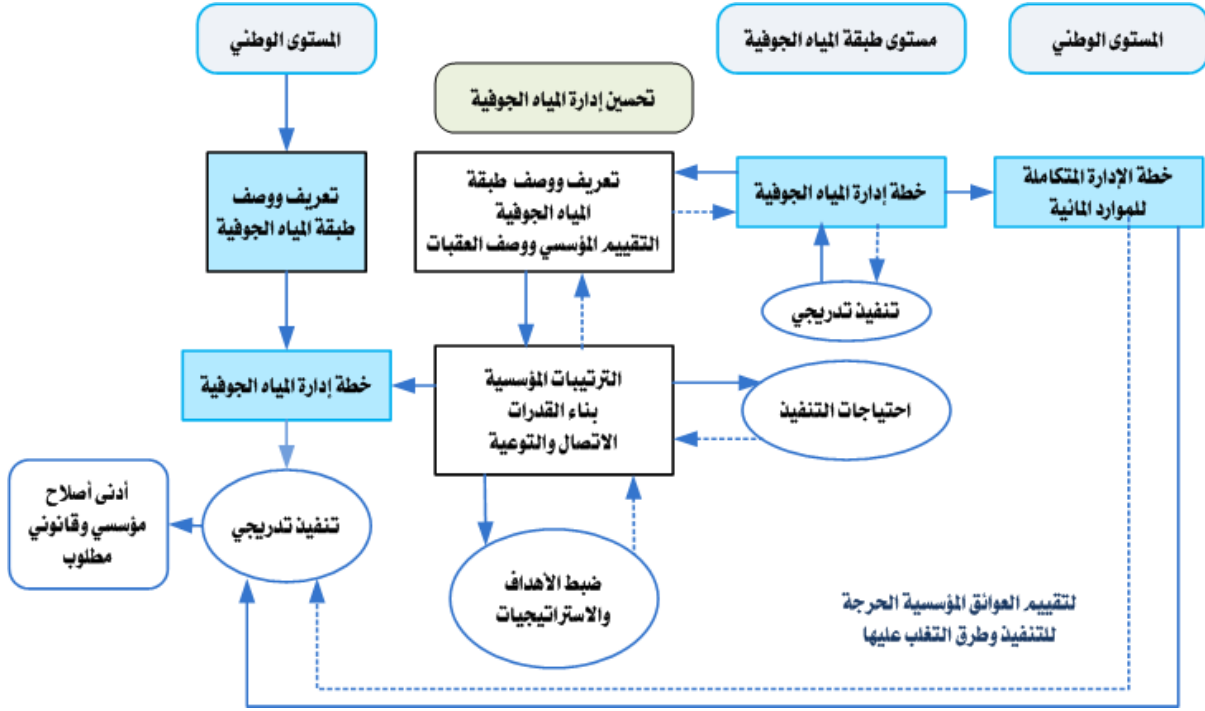 المستوى الوطني
مستوى طبقة المياه الجوفية
المستوى الوطني
تحسين إدارة المياه الجوفية
خطة الإدارة المتكاملة
للموارد المائية
خطة إدارة المياه الجوفية
تعريف ووصف طبقة
المياه الجوفية
التقييم المؤسسي ووصف العقبات
تعريف ووصف
طبقة المياه الجوفية
تنفيذ تدريجي
احتياجات التنفيذ
الترتيبات المؤسسية
بناء القدرات
الاتصال والتوعية
خطة إدارة المياه الجوفية
تنفيذ تدريجي
أدنى أصلاح
مؤسسي وقانوني
مطلوب
ضبط الأهداف
والاستراتيجيات
لتقييم العوائق المؤسسية الحرجة
للتنفيذ وطرق التغلب عليها